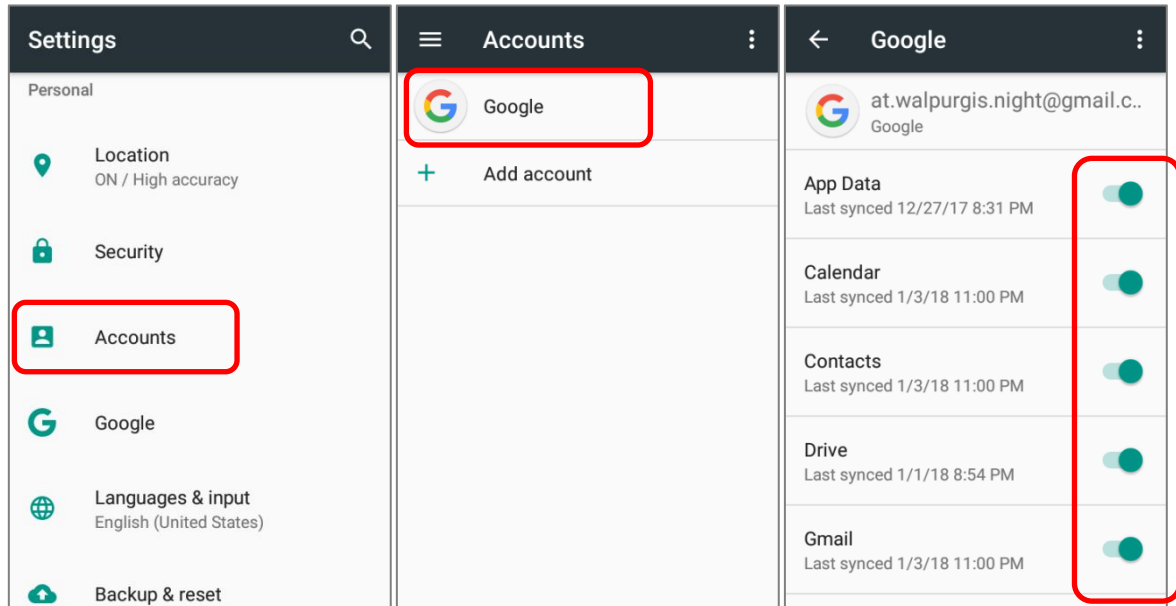 Settings
Personal
Location
ON / High accuracy
Security
Accounts
Google
Languages & input
English (United States)
Backup & reset
Accounts
Google
Add account
Google
at.walpurgis.night@gmail.c..
Google
App Data
Last synced 12/27/17 8:31 PM
Calendar
Last synced 1/3/18 11:00 PM
Contacts
Last synced 1/3/18 11:00 PM
Drive
Last synced 1/1/18 8:54 PM
Gmail
Last synced 1/3/18 11:00 PM